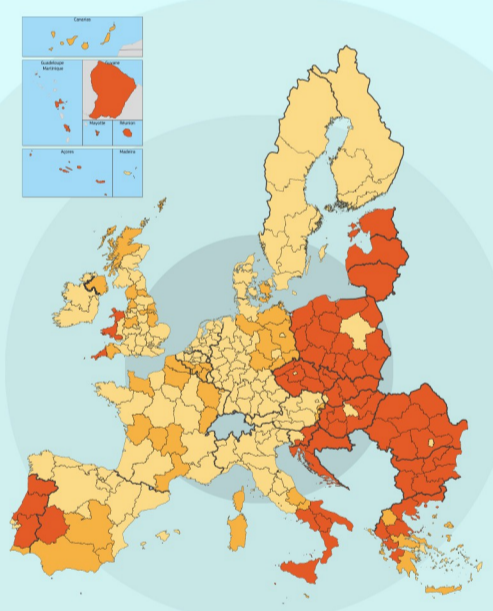 Canarias
Guadeloupe
Martinique
Guyane
Mayotte
Réunion
Açores
Madeira